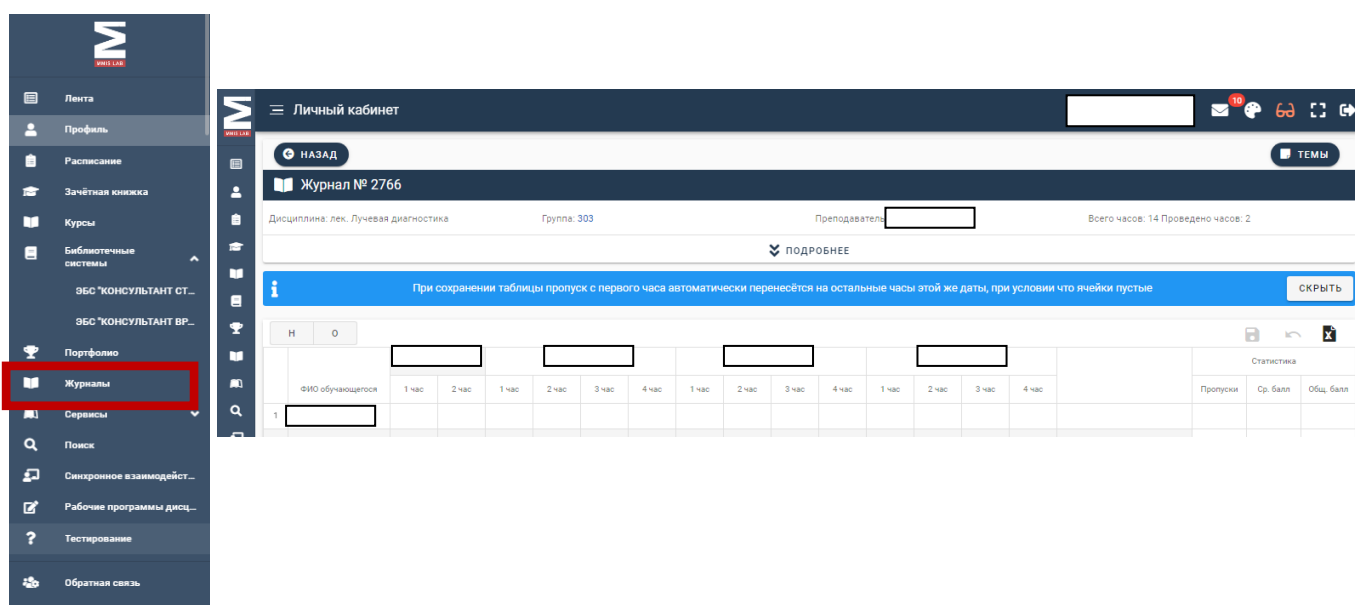 MMIS LAB
Лента
Профиль
Расписание
Зачётная книжка
Курсы
Библиотечные
системы
ЭБС "КОНСУЛЬТАНТ СТ...
ЭБС "КОНСУЛЬТАНТ ВР...
Портфолио
Журналы
Сервисы
Поиск
Синхронное взаимодейст...
Рабочие программы дисц...
Тестирование
Обратная связь
MMIS LAB
Личный кабинет
10
НАЗАД
ТЕМЫ
Журнал № 2766
Дисциплина: лек. Лучевая диагностика Группа: 303 Преподаватель Всего часов: 14 Проведено часов: 2
ПОДРОБНЕЕ
При сохранении таблицы пропуск с первого часа автоматически перенесётся на остальные часы этой же даты, при условии что ячейки пустые СКРЫТЬ
Н О
Статистика
ФИО обучающегося 1 час 2 час 1 час 2 час 3 час 4 час 1 час 2 час 3 час 4 час 1 час 2 час 3 час 4 час Пропуски Ср. балл Общ. балл
1